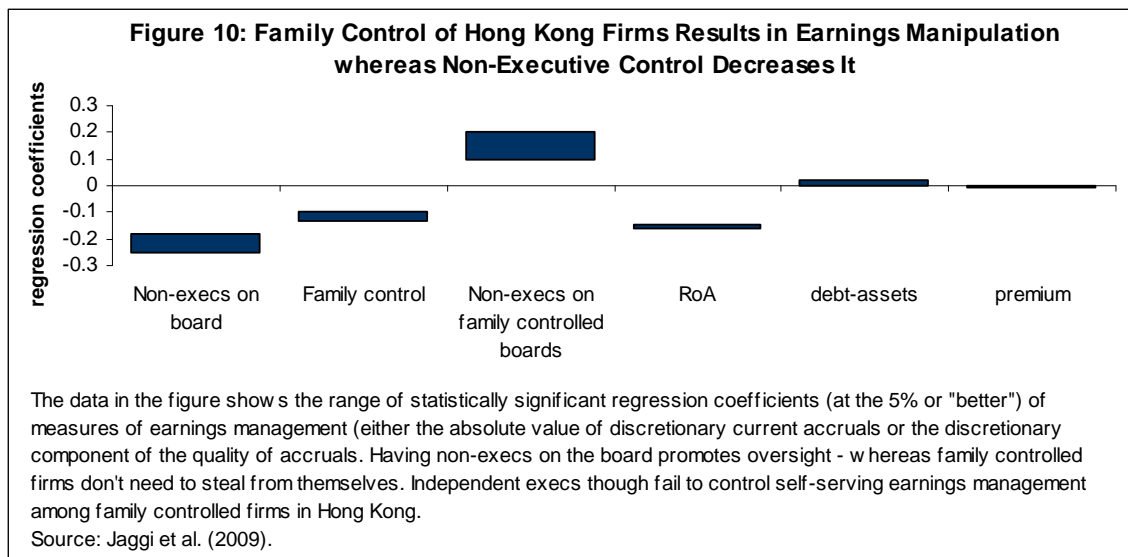 Figure 10: Family Control of Hong Kong Firms Results in Earnings Manipulation
whereas Non-Executive Control Decreases It
regression coefficients
0.3
0.2
0.1
0
-0.1
-0.2
-0.3
Non-execs on
board
Family control
Non-execs on
family controlled
boards
RoA
debt-assets
premium
The data in the figure shows the range of statistically significant regression coefficients (at the 5% or "better") of
measures of earnings management (either the absolute value of discretionary current accruals or the discretionary
component of the quality of accruals. Having non-execs on the board promotes oversight - whereas family controlled
firms don't need to steal from themselves. Independent execs though fail to control self-serving earnings management
among family controlled firms in Hong Kong.
Source: Jaggi et al. (2009).